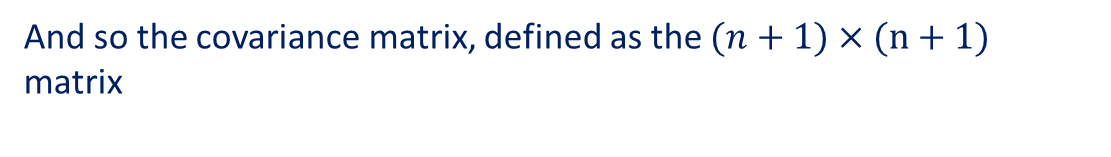 And so the covariance matrix, defined as the (n + 1) × (n + 1)
matrix